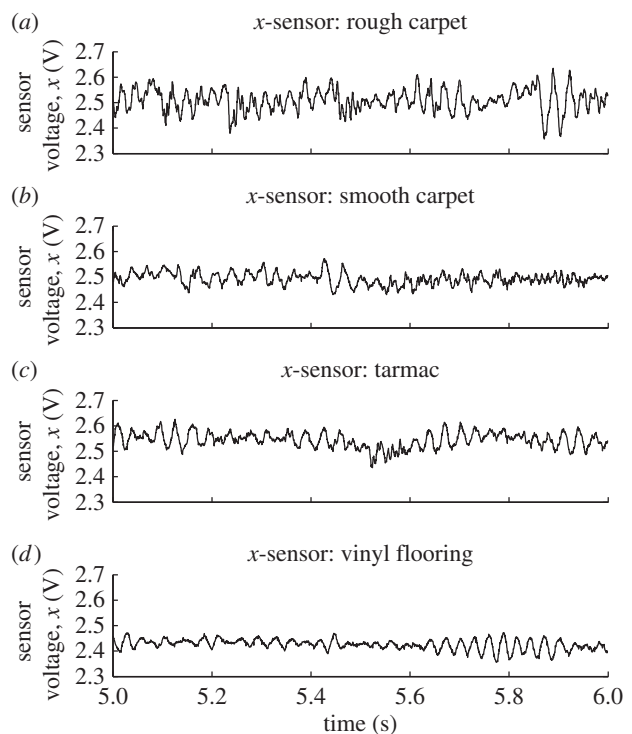 (a) x-sensor: rough carpet
sensor
voltage, x (V)
2.7
2.6
2.5
2.4
2.3
(b) x-sensor: smooth carpet
sensor
voltage, x (V)
2.7
2.6
2.5
2.4
2.3
(c) x-sensor: tarmac
sensor
voltage, x (V)
2.7
2.6
2.5
2.4
2.3
(d) x-sensor: vinyl flooring
sensor
voltage, x (V)
2.7
2.6
2.5
2.4
2.3
5.0 5.2 5.4 5.6 5.8 6.0
time (s)